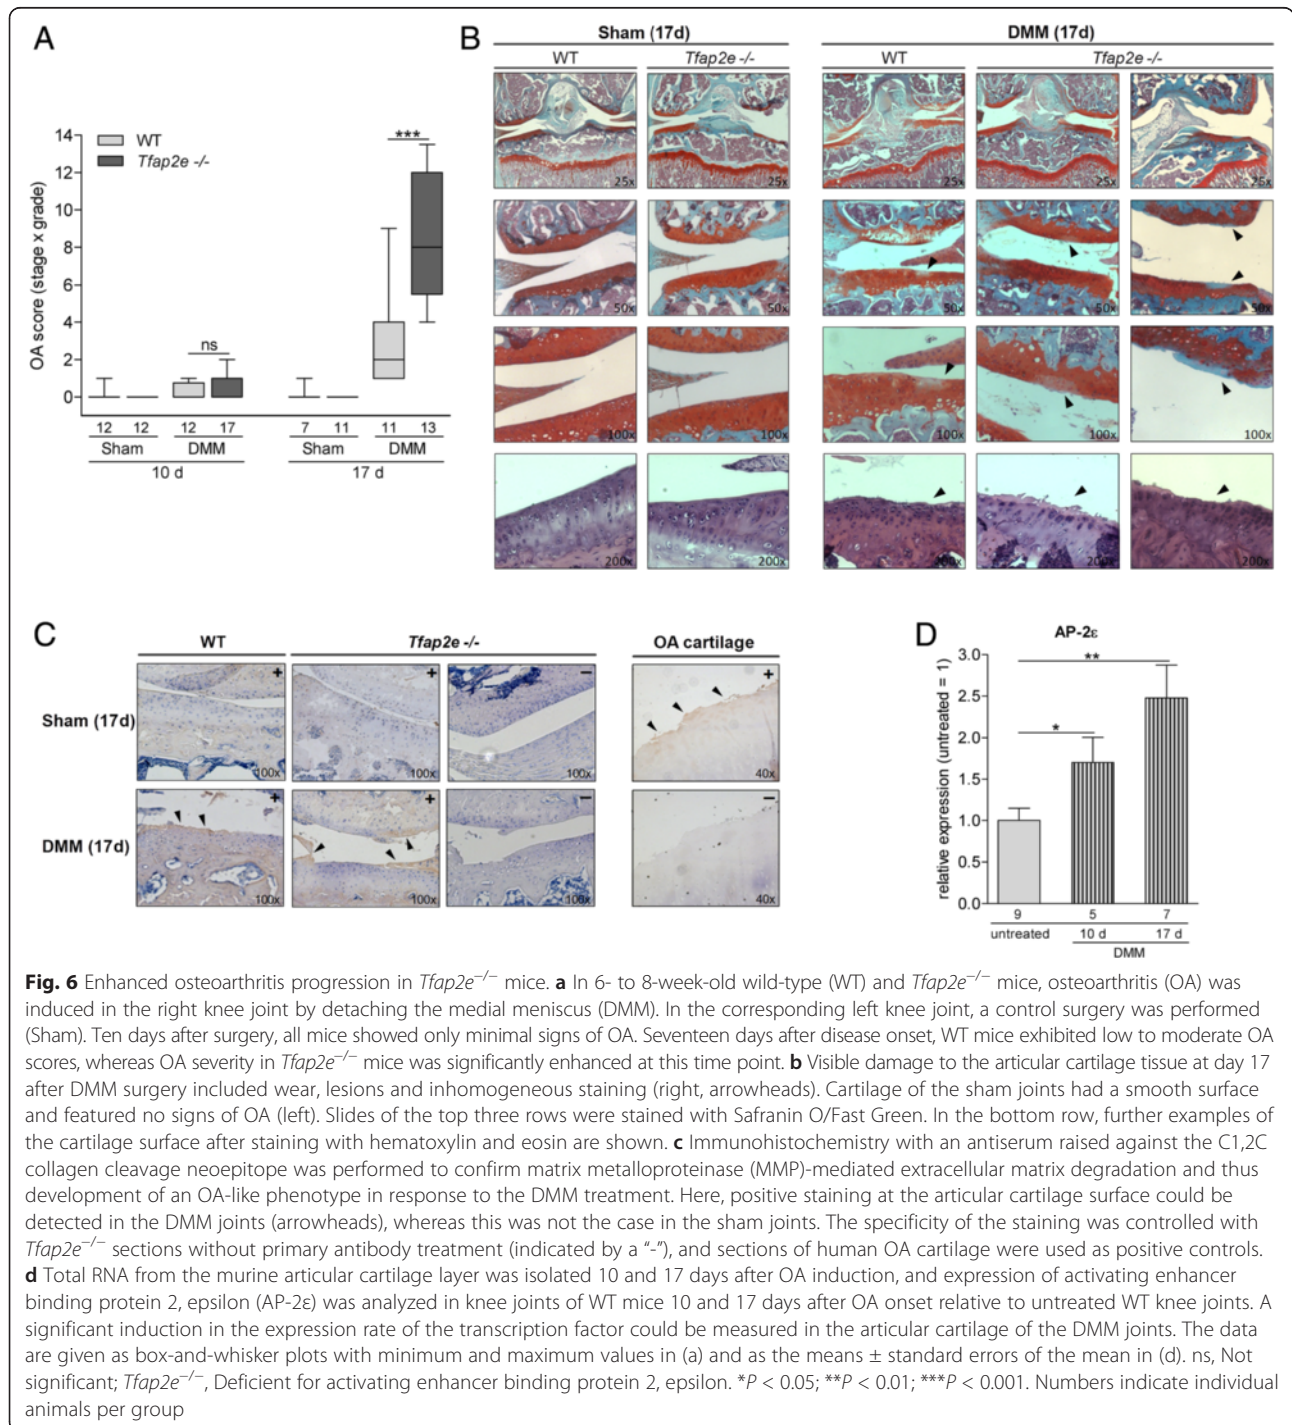 A
14
12
10
8
6
4
2
0
OA score (stage x grade)
WT
Tfap2e -/-
ns
***
12 12 12 17 7 11 11 13
Sham DMM Sham DMM
10 d 17 d
B
Sham (17d) DMM (17d)
WT Tfap2e -/- WT Tfap2e -/-
25x 25x 25x 25x 25x
50x 50x 50x 50x 50x
100x 100x 100x 100x 100x
200x 200x 200x 200x 200x
C
WT Tfap2e -/- OA cartilage
+ + − +
Sham (17d)
100x 100x 100x 40x
+ + − −
DMM (17d)
100x 100x 100x 40x
D
AP-2ε
relative expression (untreated = 1)
3.0
2.5
2.0
1.5
1.0
0.5
0.0
**
*
9 5 7
untreated 10 d 17 d
DMM
Fig. 6 Enhanced osteoarthritis progression in Tfap2e−/− mice. a In 6- to 8-week-old wild-type (WT) and Tfap2e−/− mice, osteoarthritis (OA) was
induced in the right knee joint by detaching the medial meniscus (DMM). In the corresponding left knee joint, a control surgery was performed
(Sham). Ten days after surgery, all mice showed only minimal signs of OA. Seventeen days after disease onset, WT mice exhibited low to moderate OA
scores, whereas OA severity in Tfap2e−/− mice was significantly enhanced at this time point. b Visible damage to the articular cartilage tissue at day 17
after DMM surgery included wear, lesions and inhomogeneous staining (right, arrowheads). Cartilage of the sham joints had a smooth surface
and featured no signs of OA (left). Slides of the top three rows were stained with Safranin O/Fast Green. In the bottom row, further examples of
the cartilage surface after staining with hematoxylin and eosin are shown. c Immunohistochemistry with an antiserum raised against the C1,2C
collagen cleavage neoepitope was performed to confirm matrix metalloproteinase (MMP)-mediated extracellular matrix degradation and thus
development of an OA-like phenotype in response to the DMM treatment. Here, positive staining at the articular cartilage surface could be
detected in the DMM joints (arrowheads), whereas this was not the case in the sham joints. The specificity of the staining was controlled with
Tfap2e−/− sections without primary antibody treatment (indicated by a “-”), and sections of human OA cartilage were used as positive controls.
d Total RNA from the murine articular cartilage layer was isolated 10 and 17 days after OA induction, and expression of activating enhancer
binding protein 2, epsilon (AP-2ε) was analyzed in knee joints of WT mice 10 and 17 days after OA onset relative to untreated WT knee joints. A
significant induction in the expression rate of the transcription factor could be measured in the articular cartilage of the DMM joints. The data
are given as box-and-whisker plots with minimum and maximum values in (a) and as the means ± standard errors of the mean in (d). ns, Not
significant; Tfap2e−/−, Deficient for activating enhancer binding protein 2, epsilon. *P < 0.05; **P < 0.01; ***P < 0.001. Numbers indicate individual
animals per group